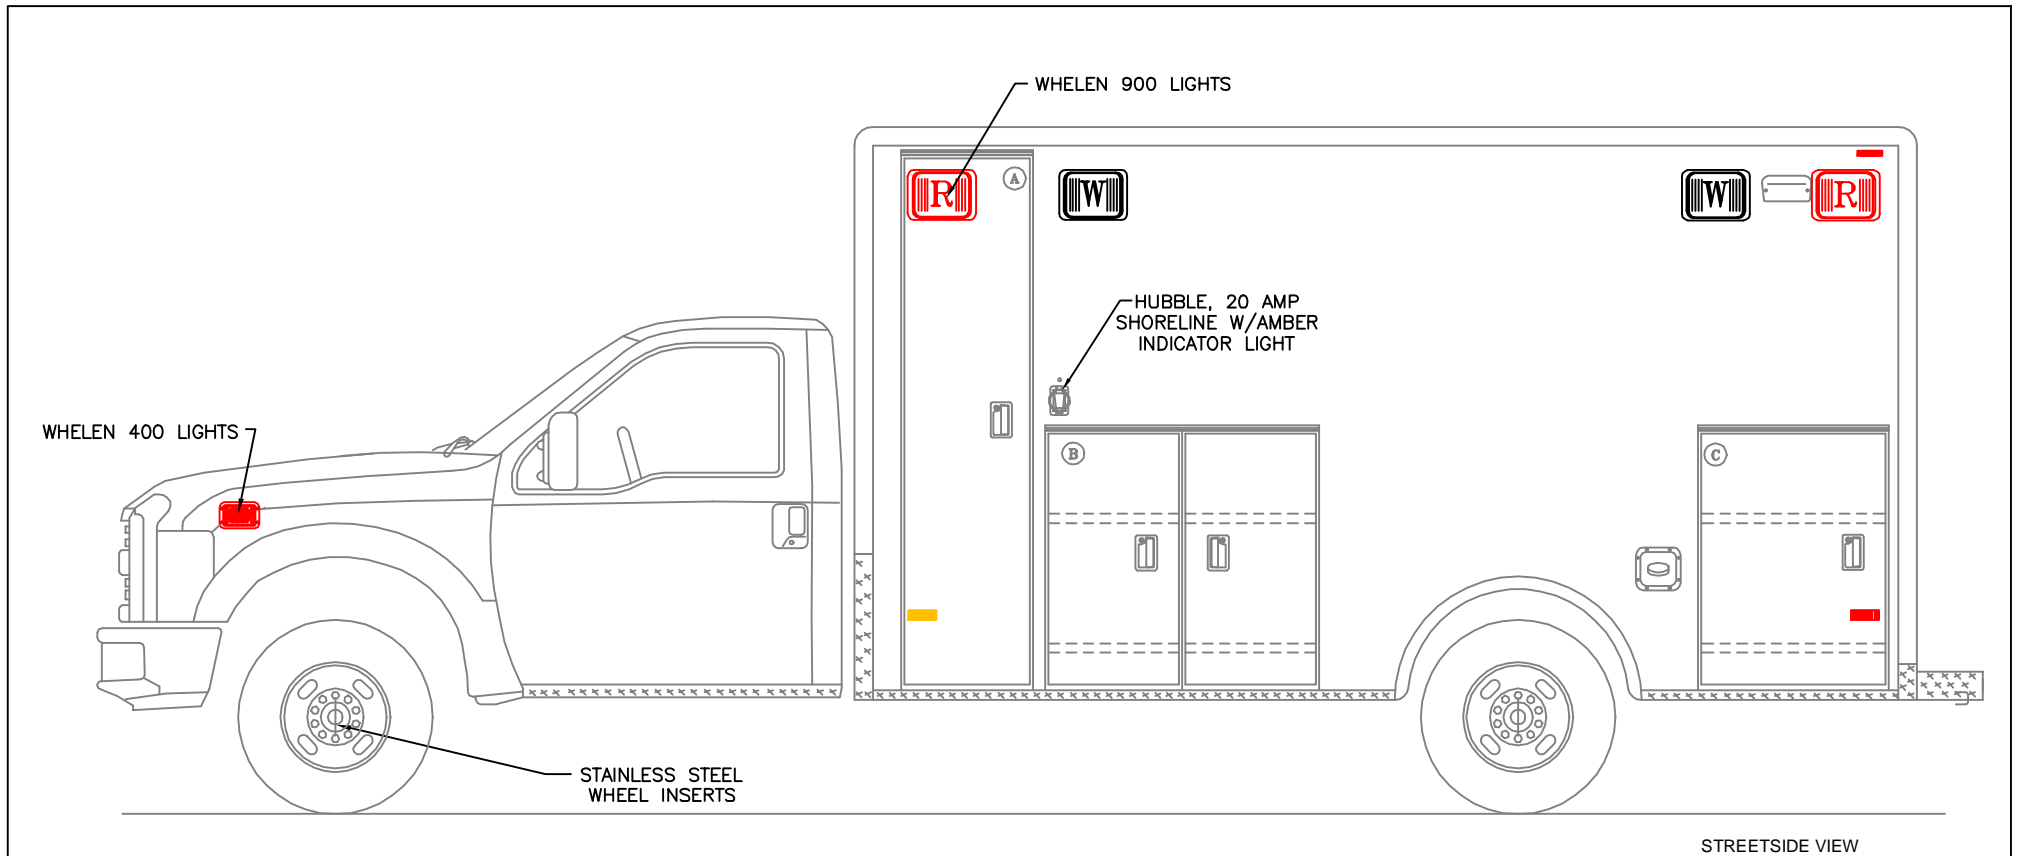 WHELEN 900 LIGHTS
R
A
W
W
R
HUBBLE, 20 AMP
SHORELINE W/AMBER
INDICATOR LIGHT
WHELEN 400 LIGHTS
B
C
STAINLESS STEEL
WHEEL INSERTS
STREETSIDE VIEW